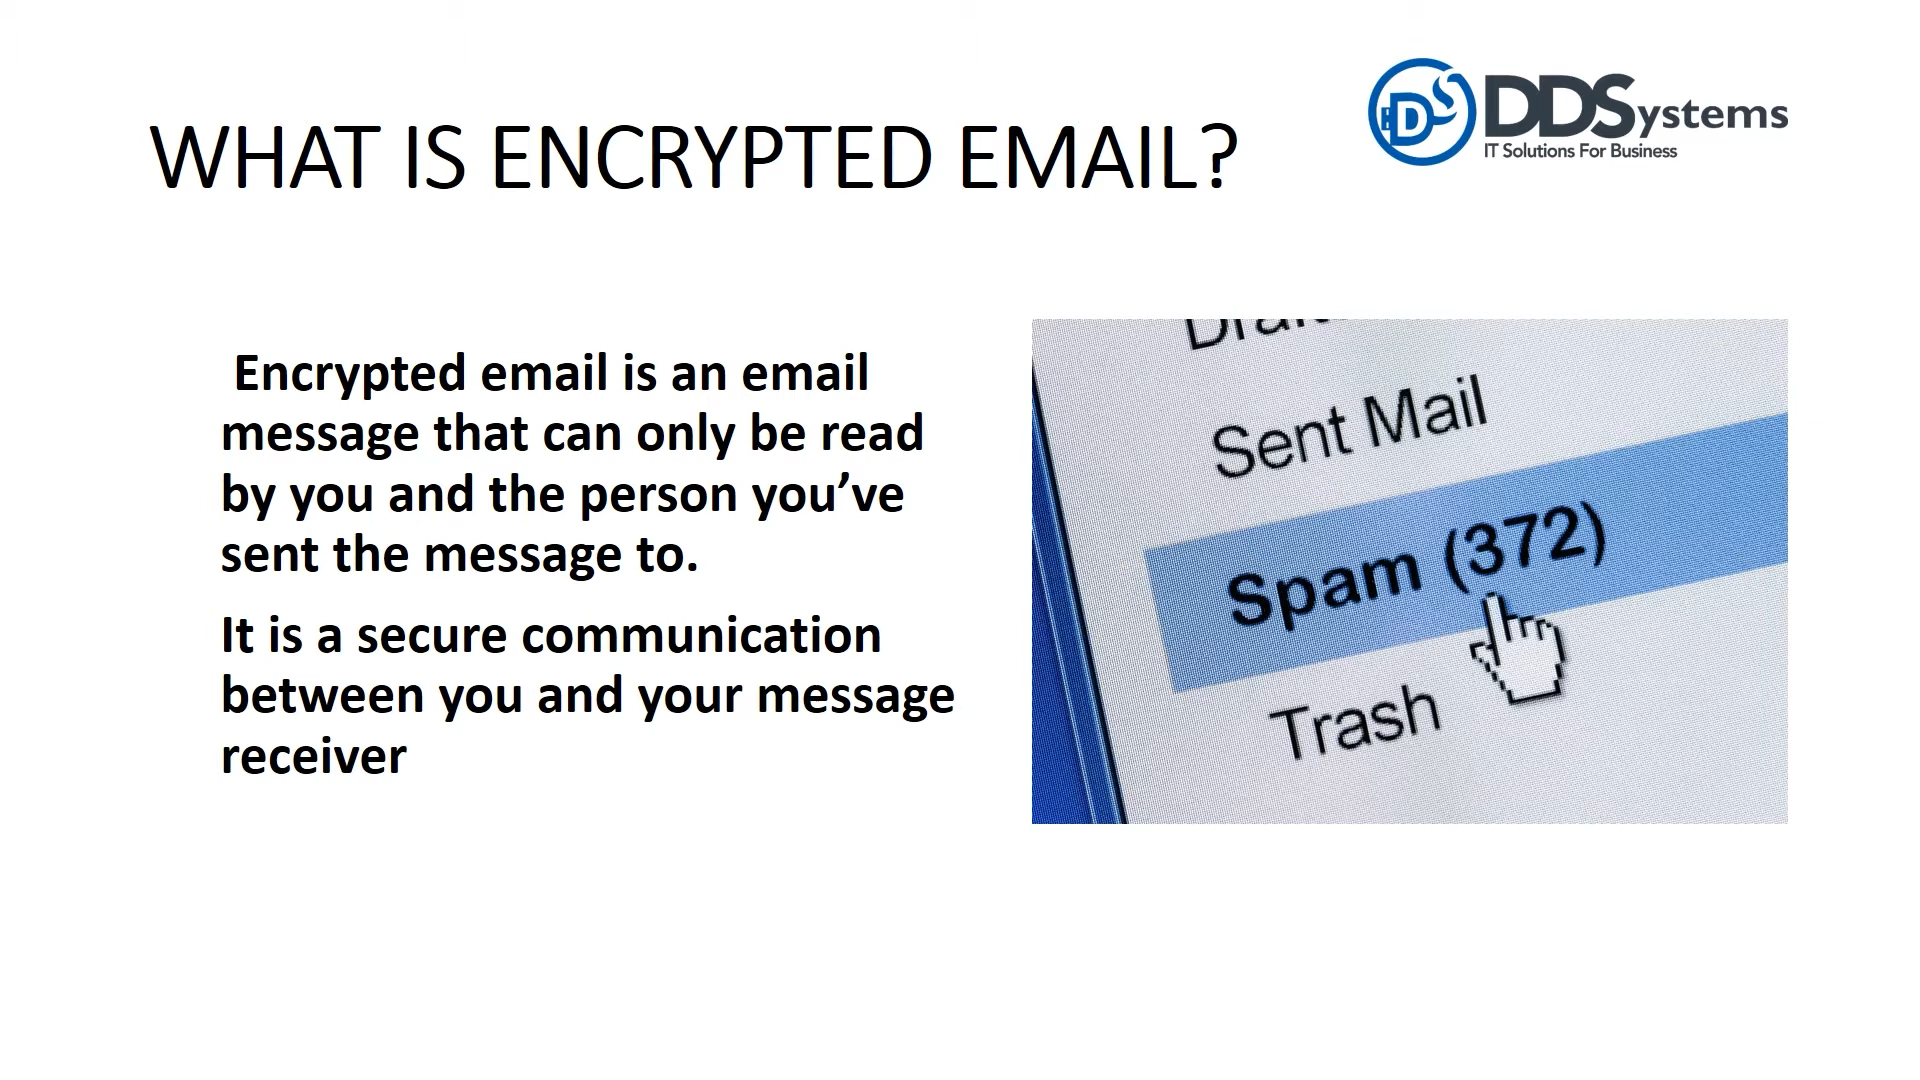 WHAT IS ENCRYPTED EMAIL?
DDSystems
IT Solutions For Business
Encrypted email is an email
message that can only be read
by you and the person you’ve
sent the message to.
It is a secure communication
between you and your message
receiver
Sent Mail
Spam (372)
Trash